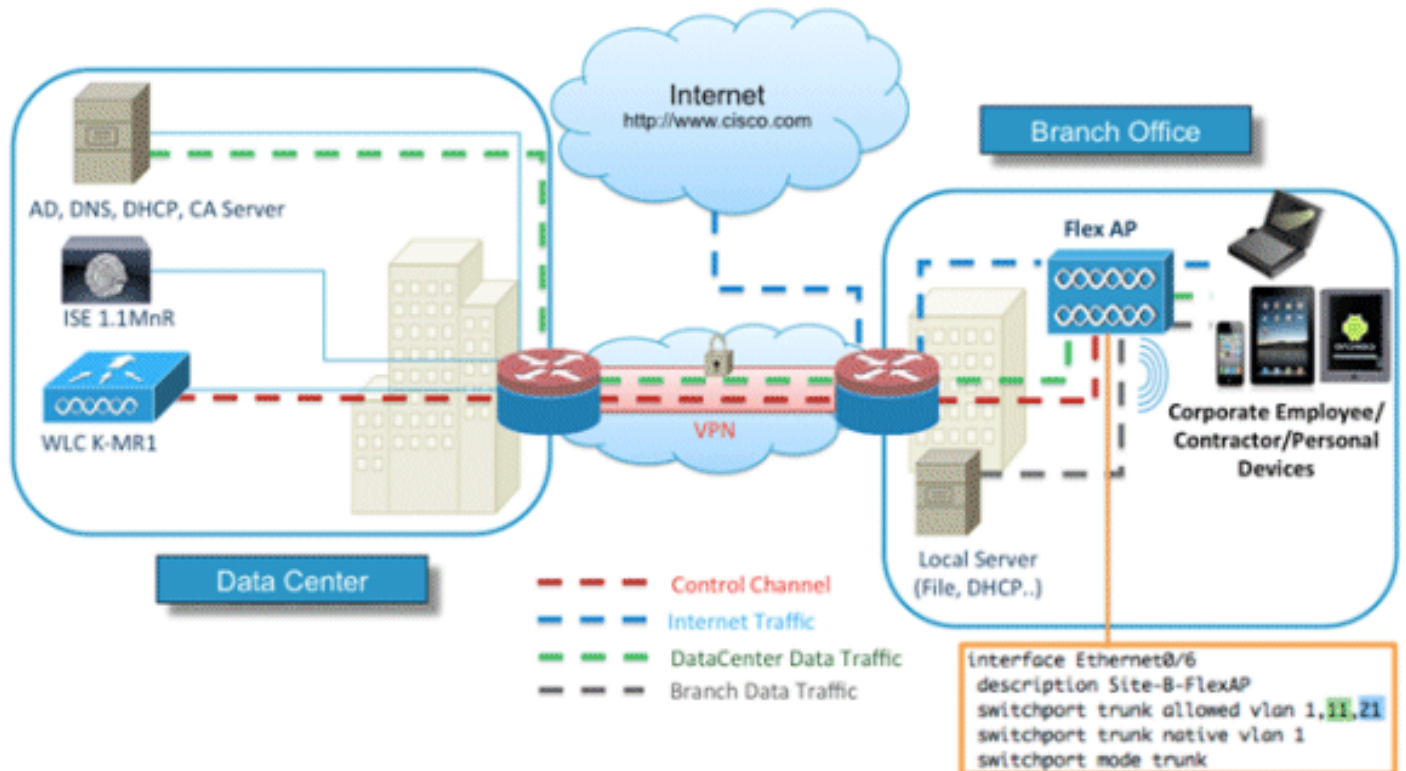 Internet
http://www.cisco.com
Branch Office
AD, DNS, DHCP, CA Server
Flex AP
ISE 1.1MnR
WLC K-MR1
VPN
ANDROID
Corporate Employee/
Contractor/Personal
Devices
Data Center
Local Server
(File, DHCP..)
Control Channel
Internet Traffic
DataCenter Data Traffic
Branch Data Traffic
interface Ethernet0/6
description Site-B-FlexAP
switchport trunk allowed vlan 1,11,21
switchport trunk native vlan 1
switchport mode trunk